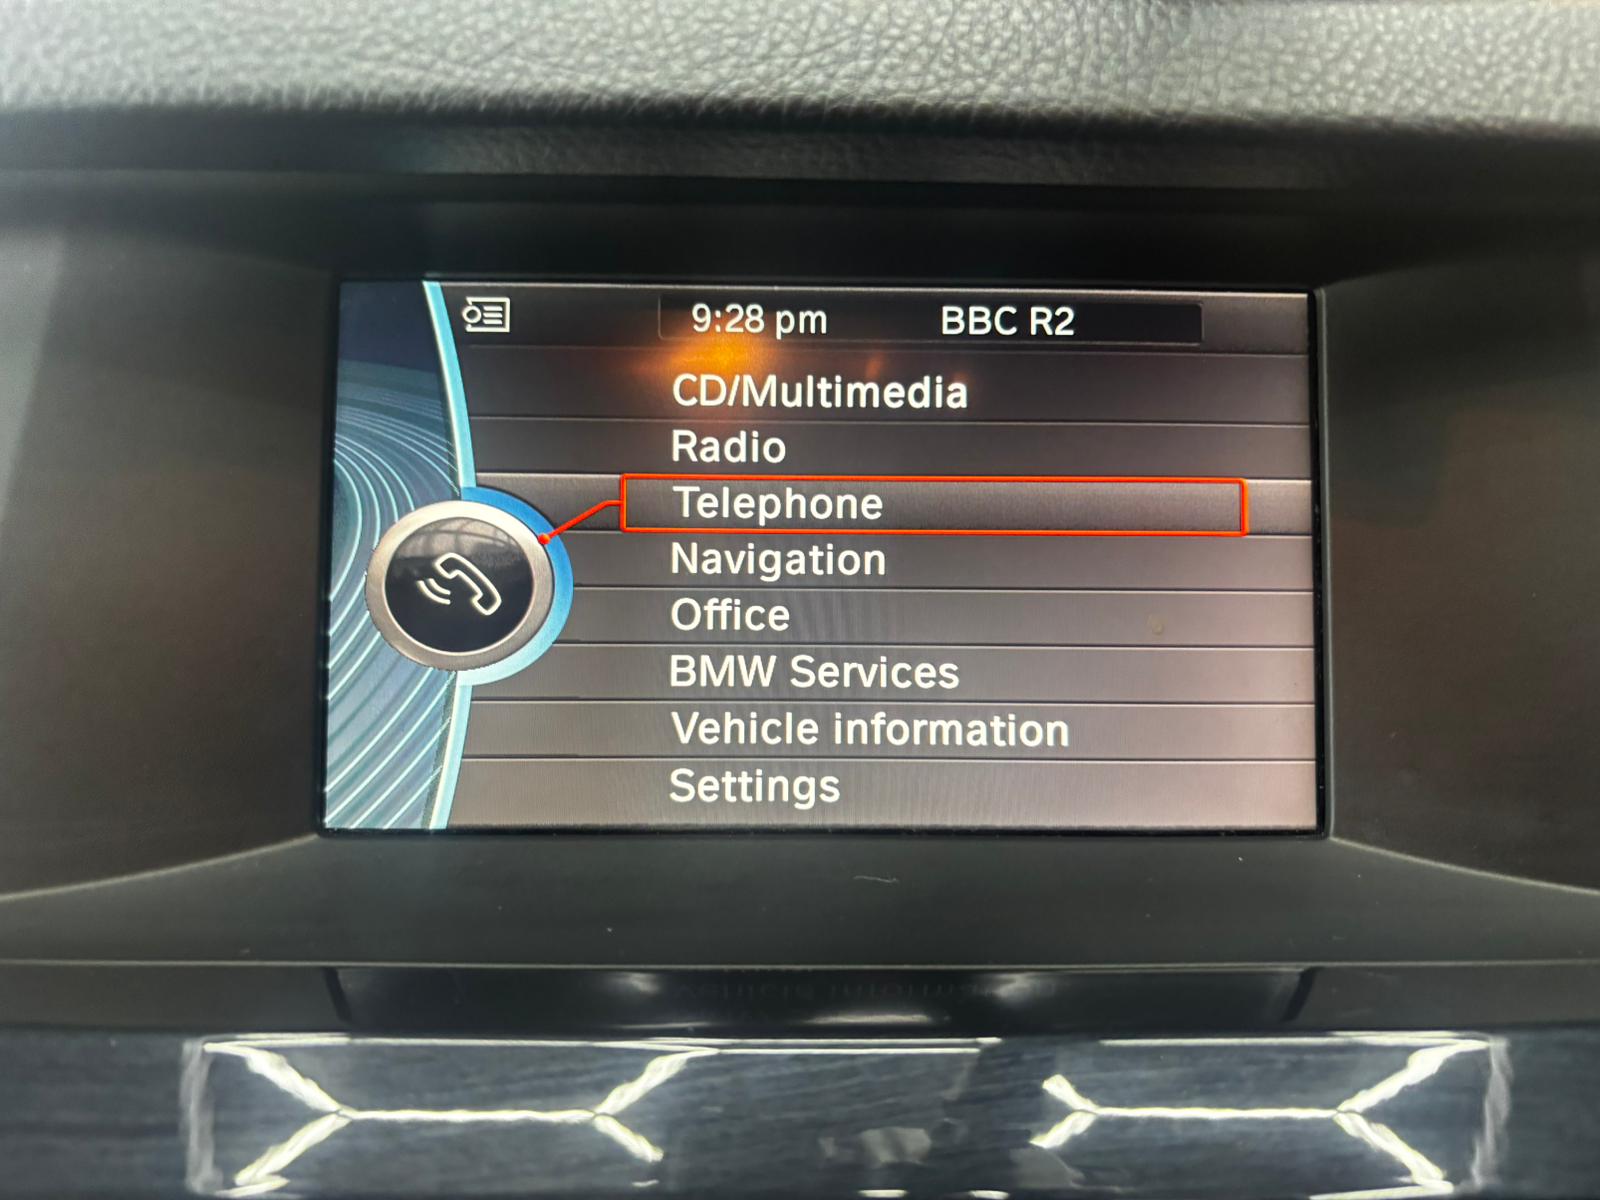 9:28 pm BBC R2
CD/Multimedia
Radio
Telephone
Navigation
Office
BMW Services
Vehicle information
Settings